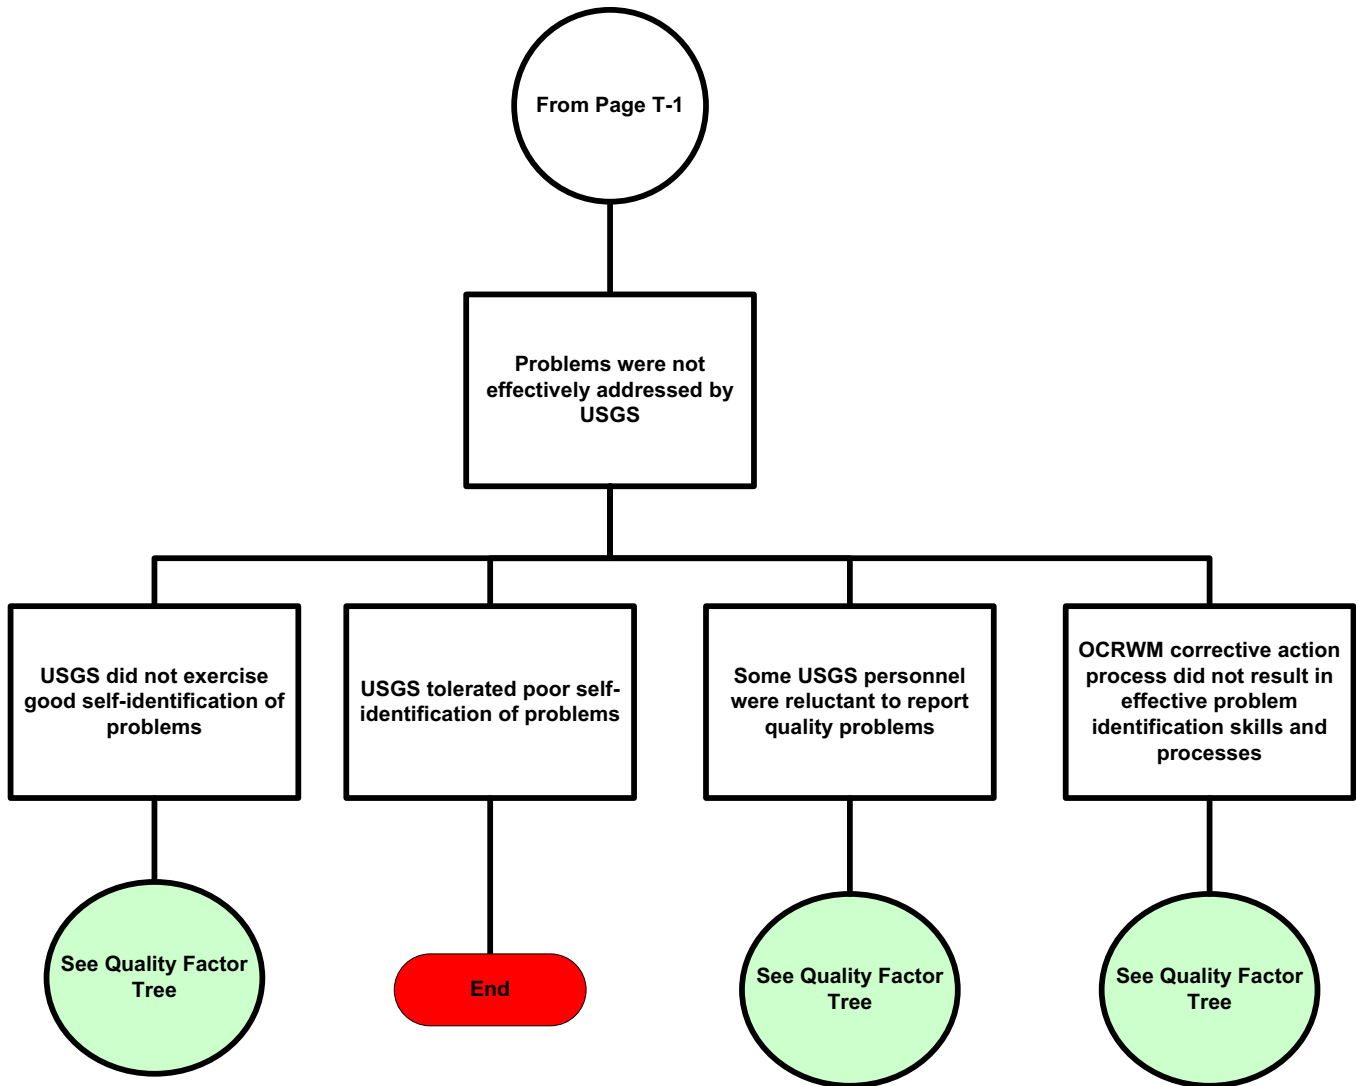 From Page T-1
Problems were not
effectively addressed by
USGS
USGS did not exercise
good self-identification of
problems
USGS tolerated poor self-
identification of problems
Some USGS personnel
were reluctant to report
quality problems
OCRWM corrective action
process did not result in
effective problem
identification skills and
processes
See Quality Factor
Tree
End
See Quality Factor
Tree
See Quality Factor
Tree